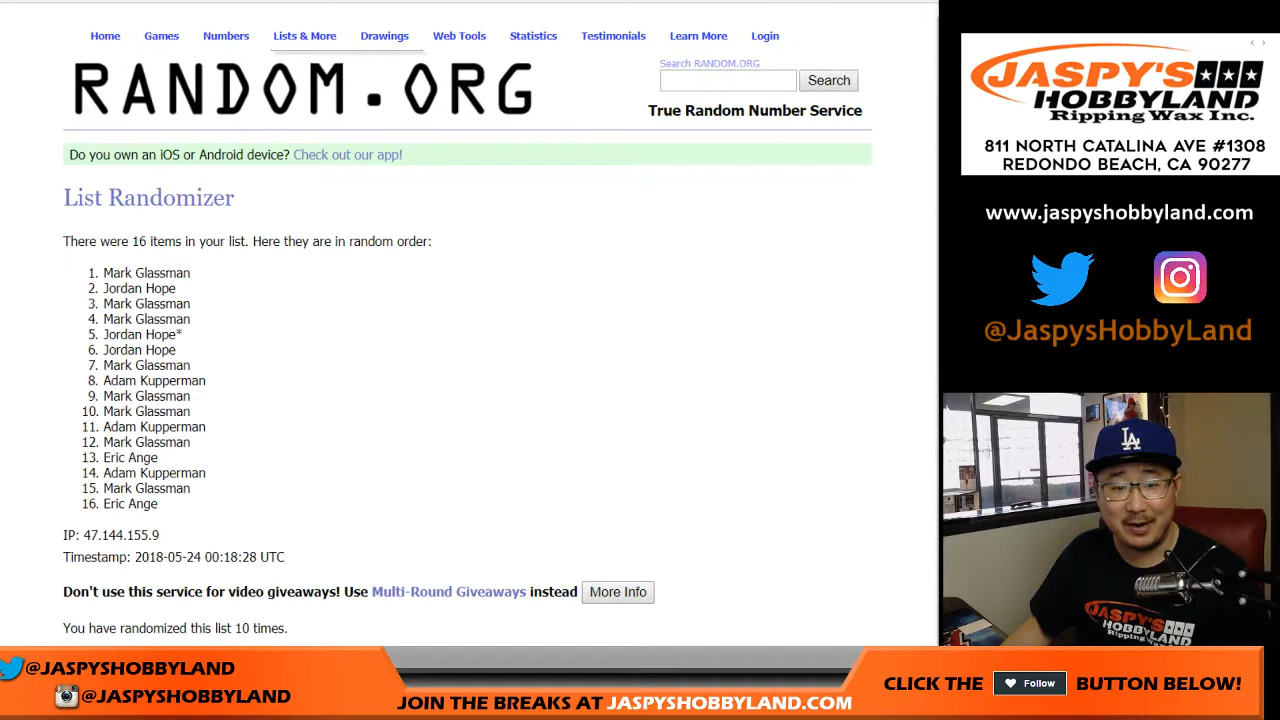 Home Games Numbers Lists & More Drawings Web Tools Statistics Testimonials Learn More Login
RANDOM.ORG
Search RANDOM.ORG
Search
True Random Number Service
Do you own an iOS or Android device? Check out our app!
List Randomizer
There were 16 items in your list. Here they are in random order:
1. Mark Glassman
2. Jordan Hope
3. Mark Glassman
4. Mark Glassman
5. Jordan Hope*
6. Jordan Hope
7. Mark Glassman
8. Adam Kupperman
9. Mark Glassman
10. Mark Glassman
11. Adam Kupperman
12. Mark Glassman
13. Eric Ange
14. Adam Kupperman
15. Mark Glassman
16. Eric Ange
IP: 47.144.155.9
Timestamp: 2018-05-24 00:18:28 UTC
Don't use this service for video giveaways! Use Multi-Round Giveaways instead More Info
You have randomized this list 10 times.
JASPY'S
HOBBYLAND
Ripping Wax Inc.
811 NORTH CATALINA AVE #1308
REDONDO BEACH, CA 90277
www.jaspyshobbyland.com
@JaspysHobbyLand
LA
JASPY'S
HOBBYLAND
Ripping Wax Inc.
@JASPYSHOBBYLAND
@JASPYSHOBBYLAND
JOIN THE BREAKS AT JASPYSHOBBYLAND.COM
CLICK THE Follow BUTTON BELOW!